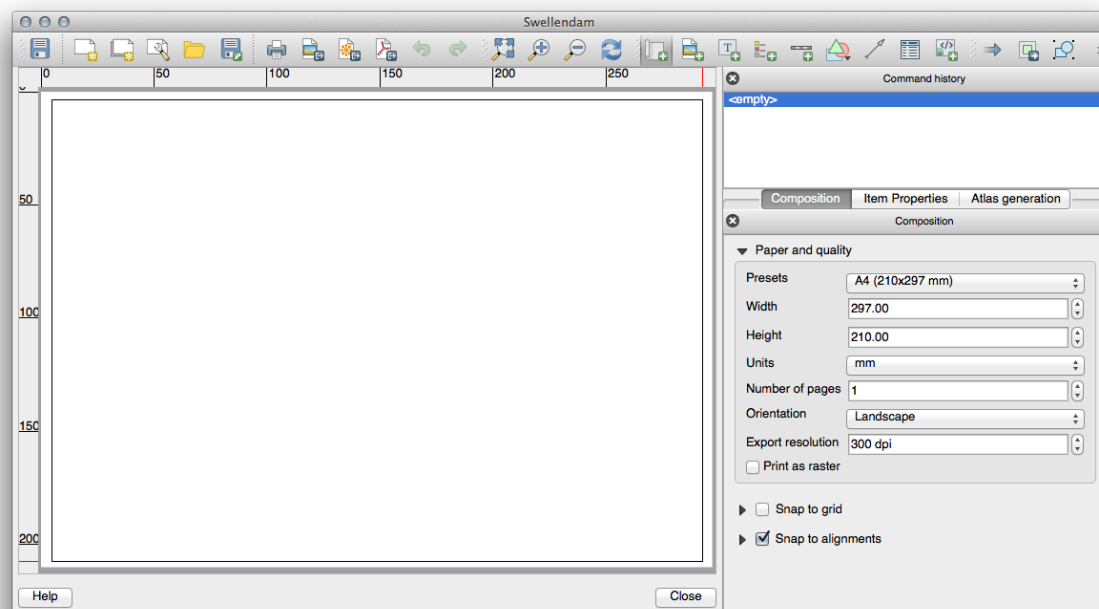 Swellendam
0 50 100 150 200 250
Command history
<empty>
50
100
150
200
Composition Item Properties Atlas generation
Composition
Paper and quality
Presets A4 (210x297 mm)
Width 297.00
Height 210.00
Units mm
Number of pages 1
Orientation Landscape
Export resolution 300 dpi
Print as raster
Snap to grid
Snap to alignments
Help Close